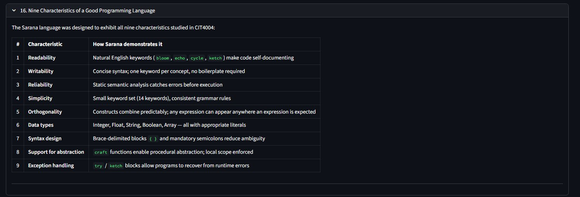 16. Nine Characteristics of a Good Programming Language
The Sarana language was designed to exhibit all nine characteristics studied in CIT4004:
# Characteristic How Sarana demonstrates it
1 Readability Natural English keywords ( bloom , echo , cycle , ketch ) make code self-documenting
2 Writability Concise syntax; one keyword per concept, no boilerplate required
3 Reliability Static semantic analysis catches errors before execution
4 Simplicity Small keyword set (14 keywords), consistent grammar rules
5 Orthogonality Constructs combine predictably; any expression can appear anywhere an expression is expected
6 Data types Integer, Float, String, Boolean, Array — all with appropriate literals
7 Syntax design Brace-delimited blocks { } and mandatory semicolons reduce ambiguity
8 Support for abstraction craft functions enable procedural abstraction; local scope enforced
9 Exception handling try / ketch blocks allow programs to recover from runtime errors